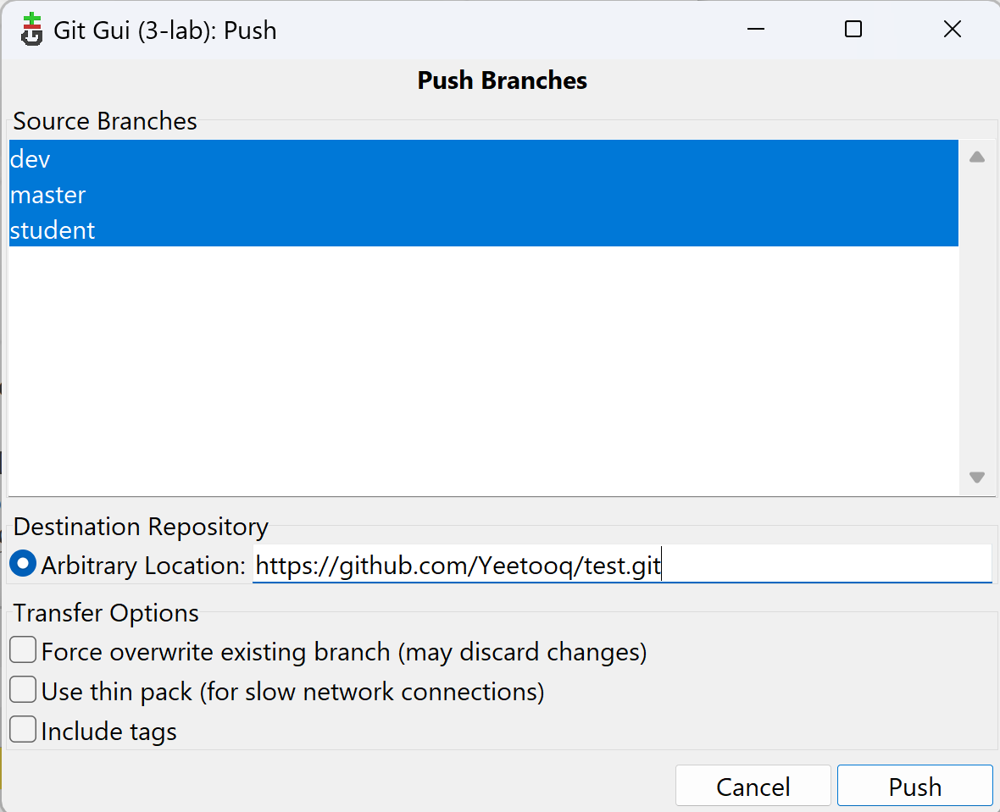 Git Gui (3-lab): Push
Push Branches
Source Branches
dev
master
student
Destination Repository
Arbitrary Location: https://github.com/Yeetooq/test.git
Transfer Options
Force overwrite existing branch (may discard changes)
Use thin pack (for slow network connections)
Include tags
Cancel Push